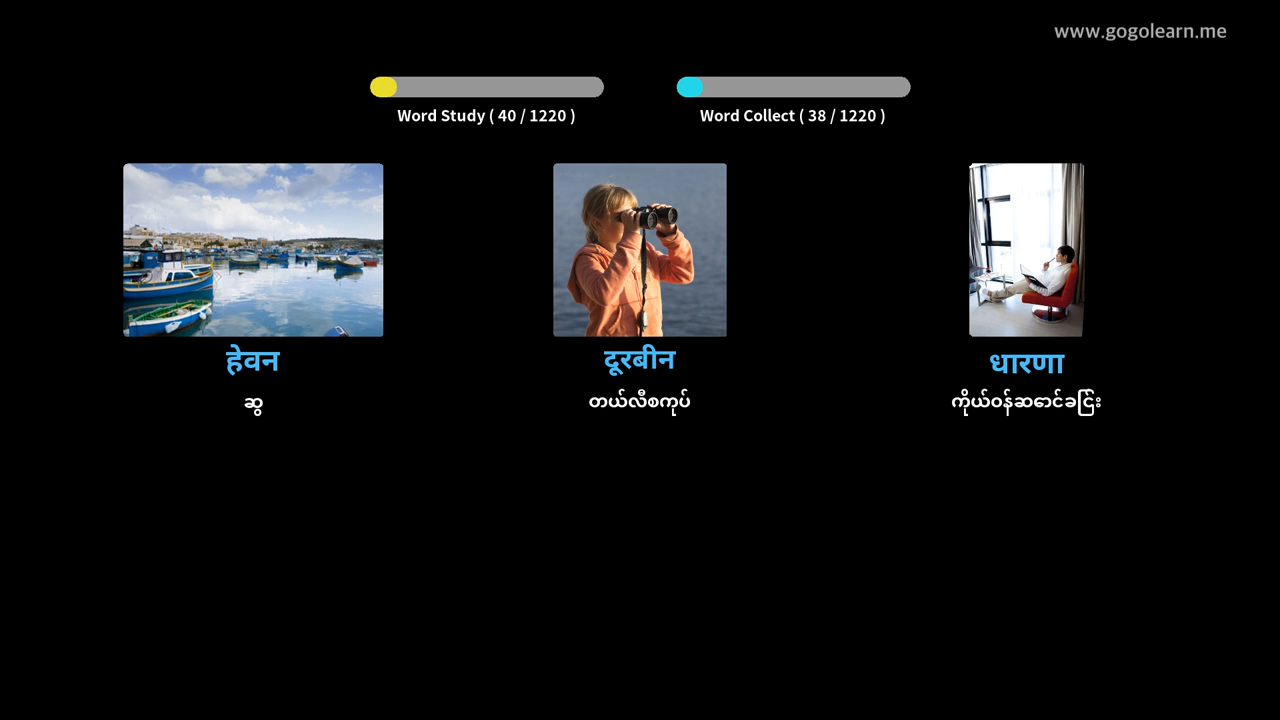 www.gogolearn.me
Word Study ( 40 / 1220 )
Word Collect ( 38 / 1220 )
हेवन
दूरबीन
धारणा
ဆွ
တယ်လီစကုပ်
ကိုယ်ဝန်ဆောင်ခြင်း